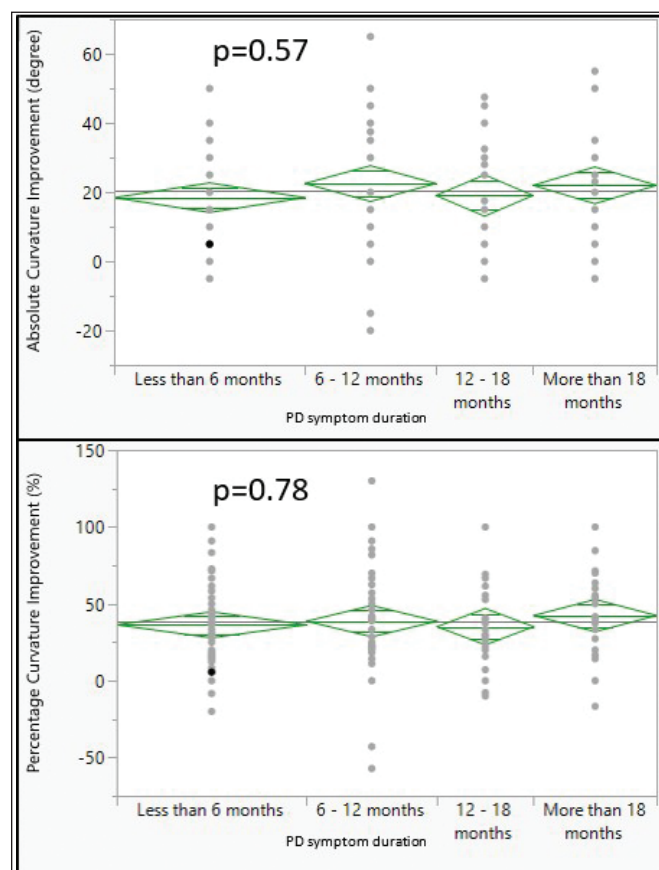 p=0.57
Absolute Curvature Improvement (degree)
60
40
20
0
-20
Less than 6 months
6 - 12 months
12 - 18
months
More than 18
months
PD symptom duration
p=0.78
Percentage Curvature Improvement (%)
150
100
50
0
-50
Less than 6 months
6 - 12 months
12 - 18
months
More than 18
months
PD symptom duration